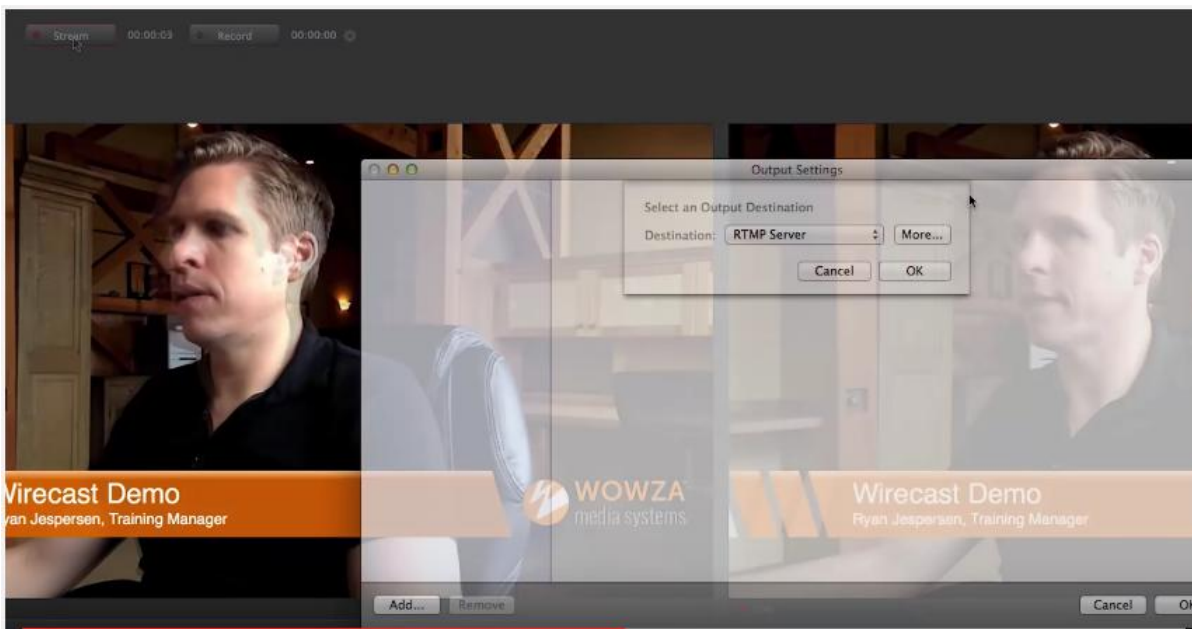 Stream 00:00:03 Record 00:00:00
Output Settings
Select an Output Destination
Destination: RTMP Server More...
Cancel OK
Wirecast Demo
yan Jespersen, Training Manager
WOWZA
media systems
Wirecast Demo
Ryan Jespersen, Training Manager
Add... Remove Cancel OK